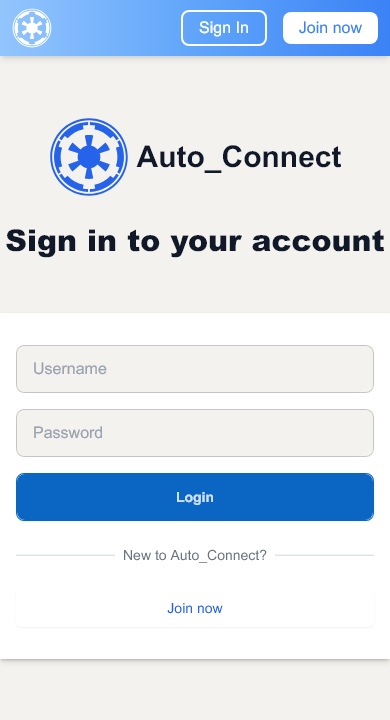 Sign In
Join now
Auto_Connect
Sign in to your account
Username
Password
Login
New to Auto_Connect?
Join now